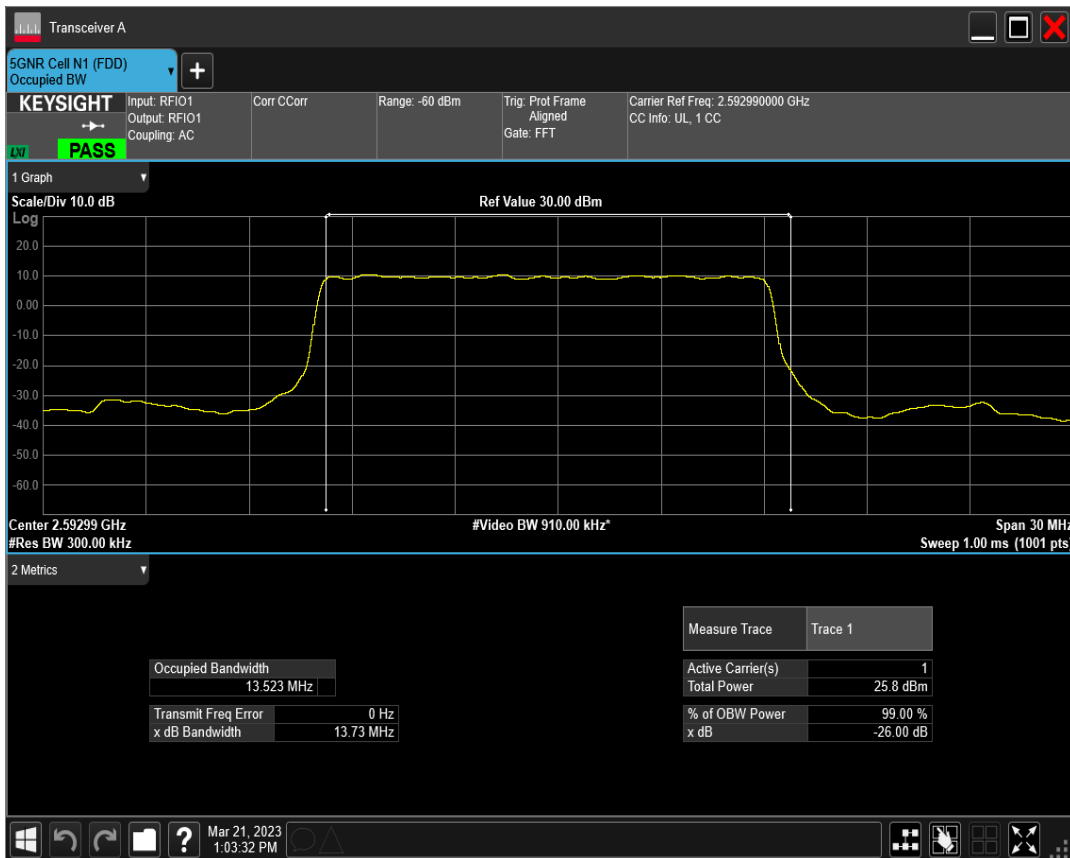 Transceiver A
5GNR Cell N1 (FDD)
Occupied BW
+
KEYSIGHT
LXI
PASS
Input: RFIO1
Output: RFIO1
Coupling: AC
Corr CCorr
Range: -60 dBm
Trig: Prot Frame
Aligned
Gate: FFT
Carrier Ref Freq: 2.592990000 GHz
CC Info: UL, 1 CC
1 Graph
Scale/Div 10.0 dB
Ref Value 30.00 dBm
Log
20.0
10.0
0.00
-10.0
-20.0
-30.0
-40.0
-50.0
-60.0
Center 2.59299 GHz
#Video BW 910.00 kHz*
Span 30 MHz
#Res BW 300.00 kHz
Sweep 1.00 ms (1001 pts)
2 Metrics
Measure Trace Trace 1
Occupied Bandwidth
13.523 MHz
Active Carrier(s) 1
Total Power 25.8 dBm
Transmit Freq Error 0 Hz
x dB Bandwidth 13.73 MHz
% of OBW Power 99.00 %
x dB -26.00 dB
?
Mar 21, 2023
1:03:32 PM